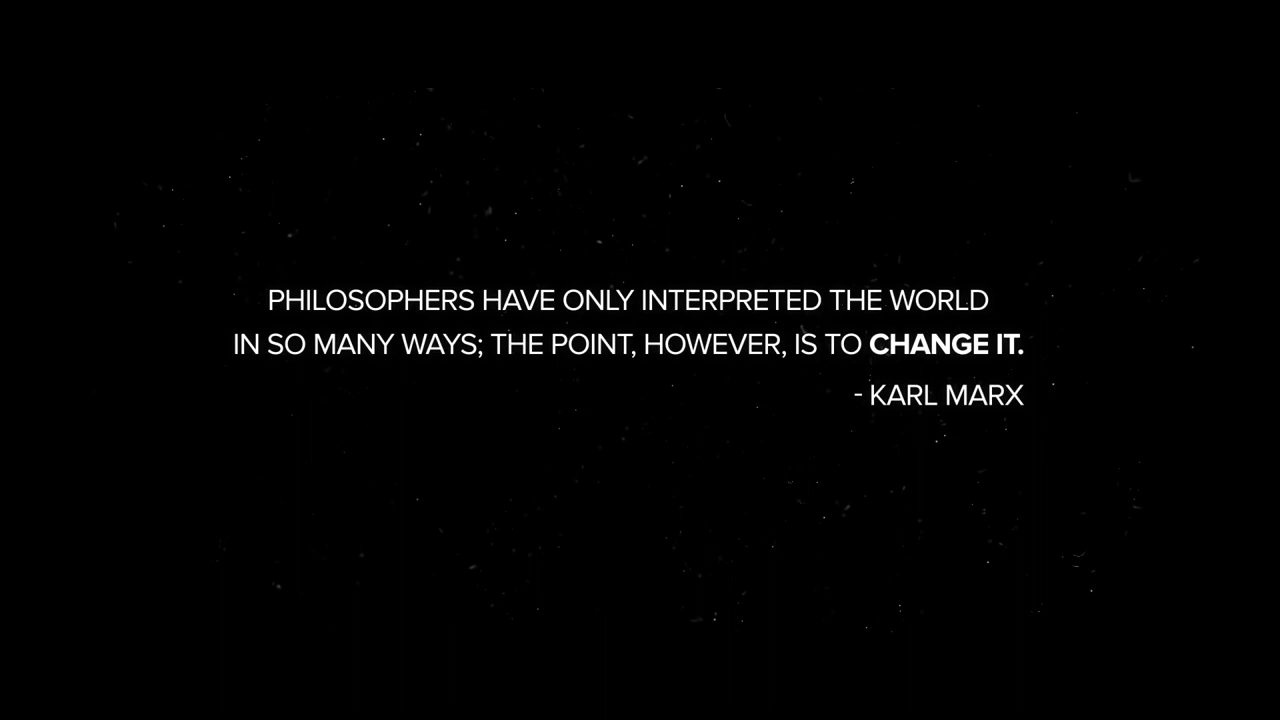 PHILOSOPHERS HAVE ONLY INTERPRETED THE WORLD
IN SO MANY WAYS; THE POINT, HOWEVER, IS TO CHANGE IT.
- KARL MARX